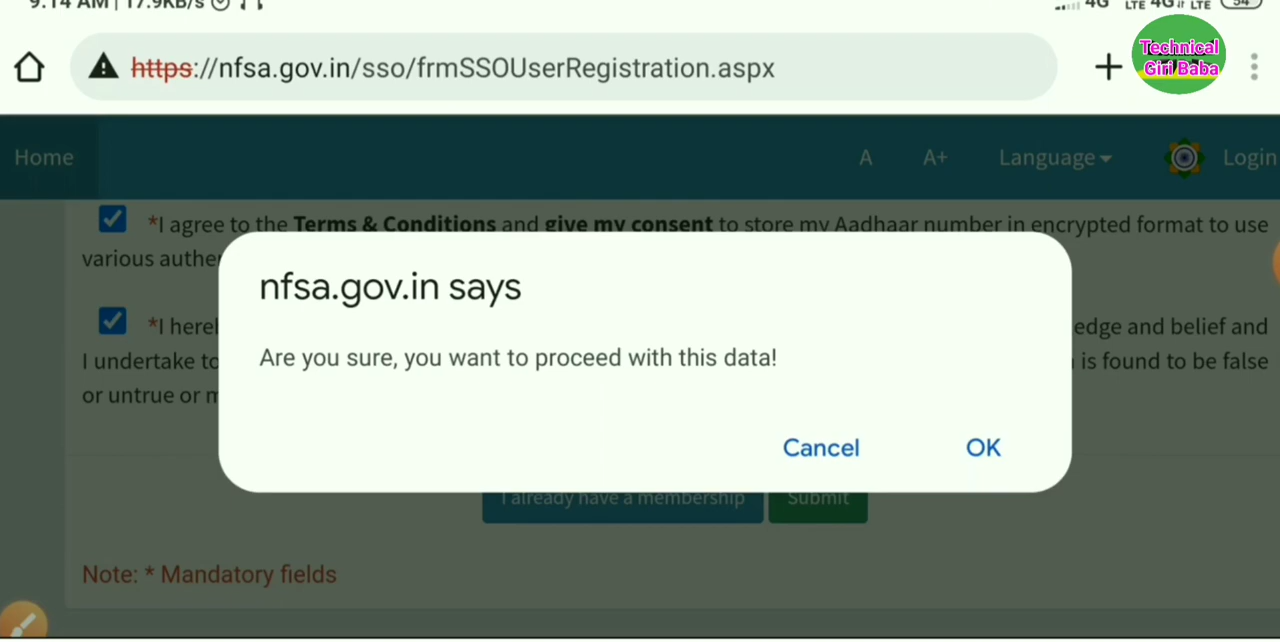 9:14 AM | 17.9KB/s
4G LTE 4G LTE 54
https://nfsa.gov.in/sso/frmSSOUserRegistration.aspx
Technical
Giri Baba
Home A A+ Language Login
*I agree to the Terms & Conditions and give my consent to store my Aadhaar number in encrypted format to use
various
nfsa.gov.in says
*I edge and belief and
Are you sure, you want to proceed with this data!
I undertake to is found to be false
or untrue or
Cancel OK
I already have a membership Submit
Note: * Mandatory fields